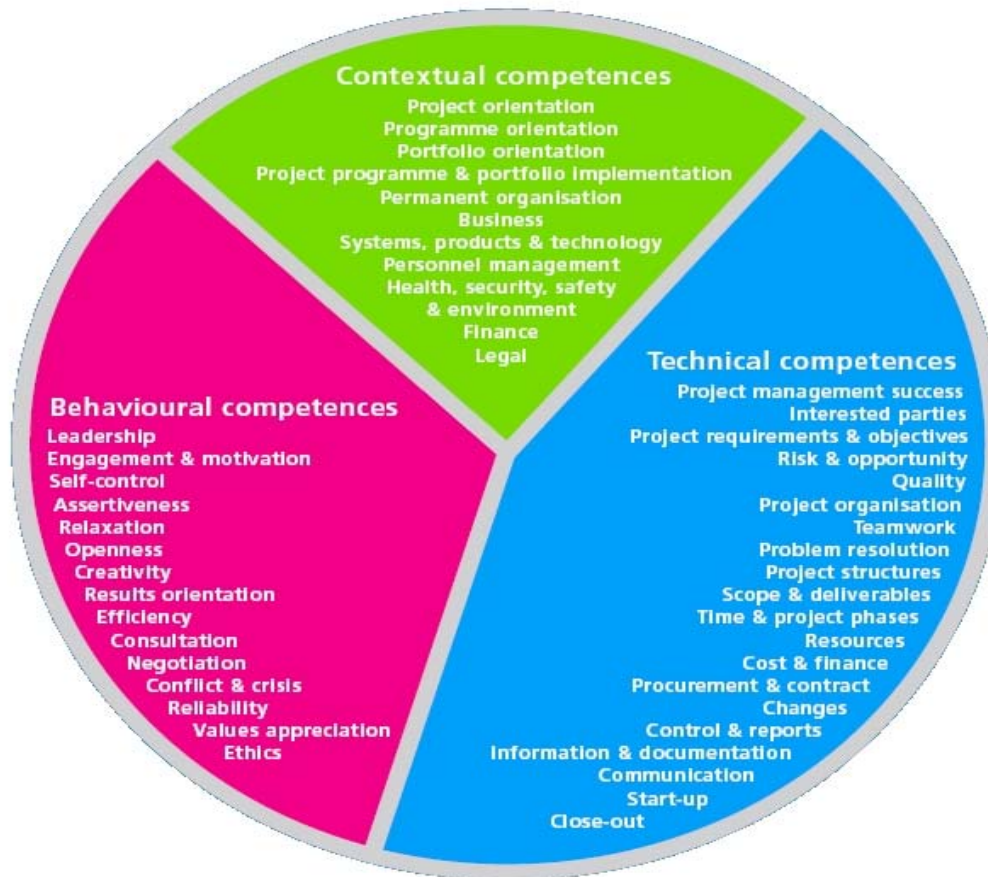 Contextual competences
Project orientation
Programme orientation
Portfolio orientation
Project programme & portfolio implementation
Permanent organisation
Business
Systems, products & technology
Personnel management
Health, security, safety
& environment
Finance
Legal
Behavioural competences
Leadership
Engagement & motivation
Self-control
Assertiveness
Relaxation
Openness
Creativity
Results orientation
Efficiency
Consultation
Negotiation
Conflict & crisis
Reliability
Values appreciation
Ethics
Technical competences
Project management success
Interested parties
Project requirements & objectives
Risk & opportunity
Quality
Project organisation
Teamwork
Problem resolution
Project structures
Scope & deliverables
Time & project phases
Resources
Cost & finance
Procurement & contract
Changes
Control & reports
Information & documentation
Communication
Start-up
Close-out